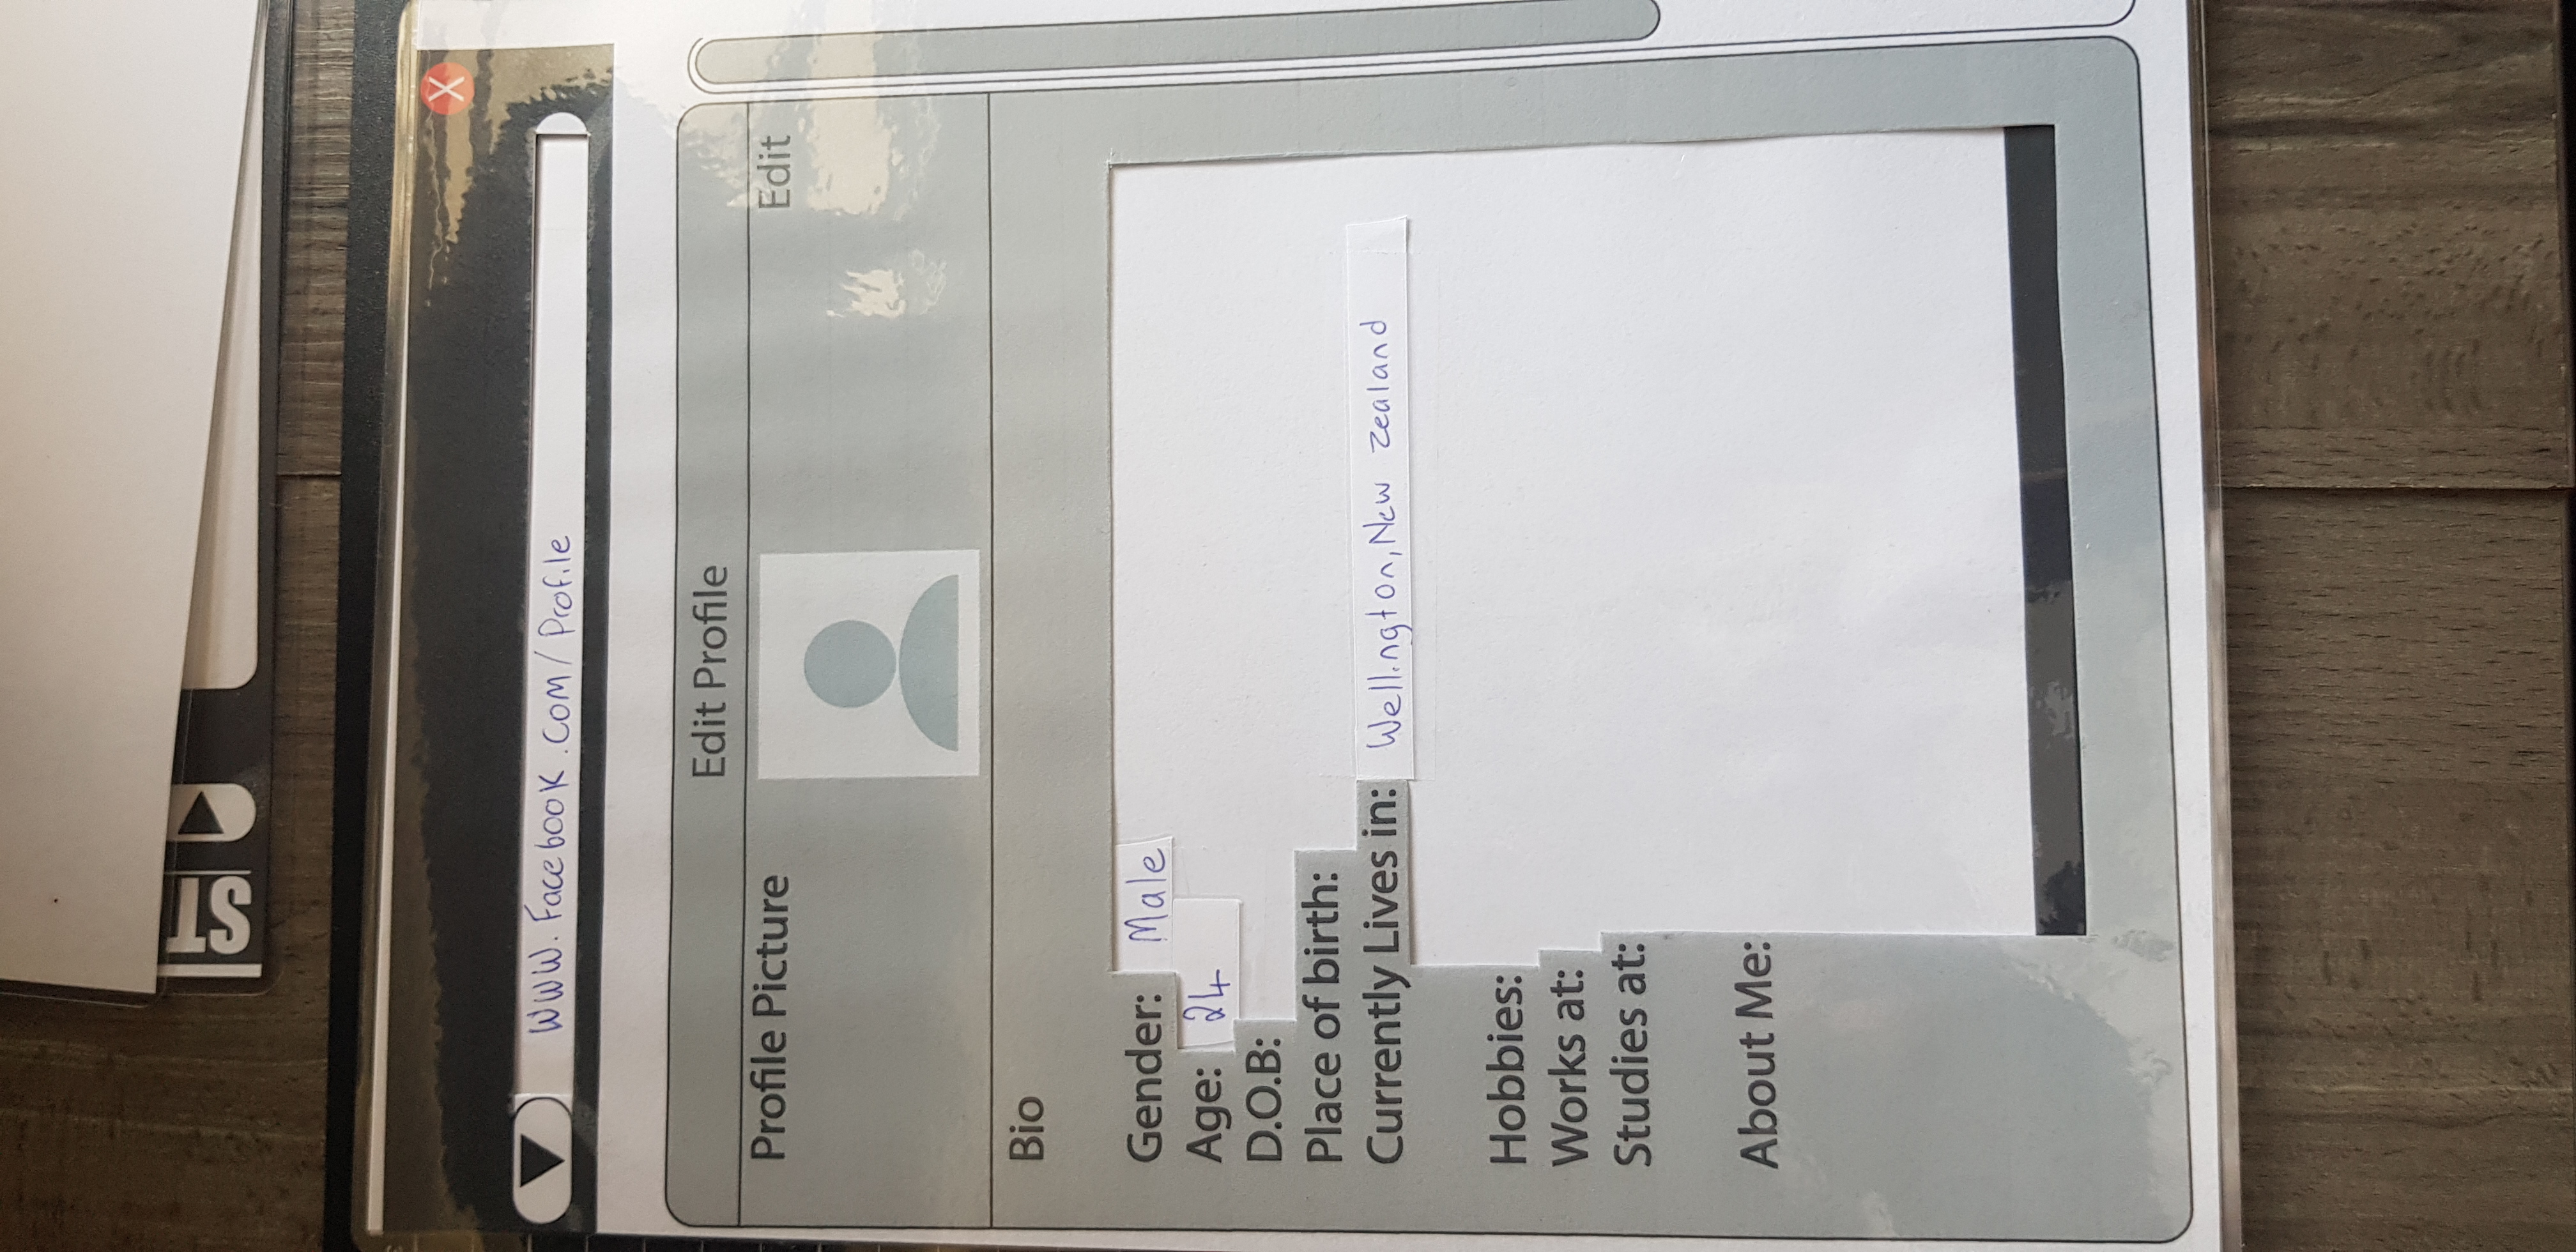 ST
X
www.Facebook.com/Profile
Edit Profile
Profile Picture Edit
Bio
Gender: Male
Age: 24
D.O.B:
Place of birth:
Currently Lives in: Wellington, New Zealand
Hobbies:
Works at:
Studies at:
About Me: